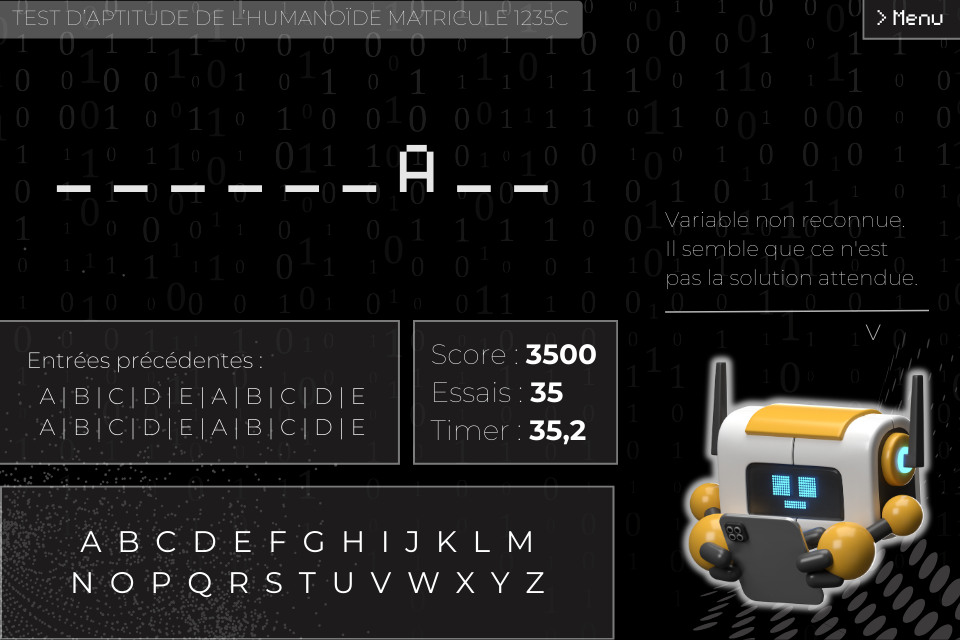 TEST D'APTITUDE DE L'HUMANOÏDE MATRICULE 1235C
> Menu
_ _ _ _ _ _ A _ _
Variable non reconnue.
Il semble que ce n'est
pas la solution attendue.
V
Entrées précédentes :
A|B|C|D|E|A|B|C|D|E
A|B|C|D|E|A|B|C|D|E
Score : 3500
Essais : 35
Timer : 35,2
A B C D E F G H I J K L M
N O P Q R S T U V W X Y Z